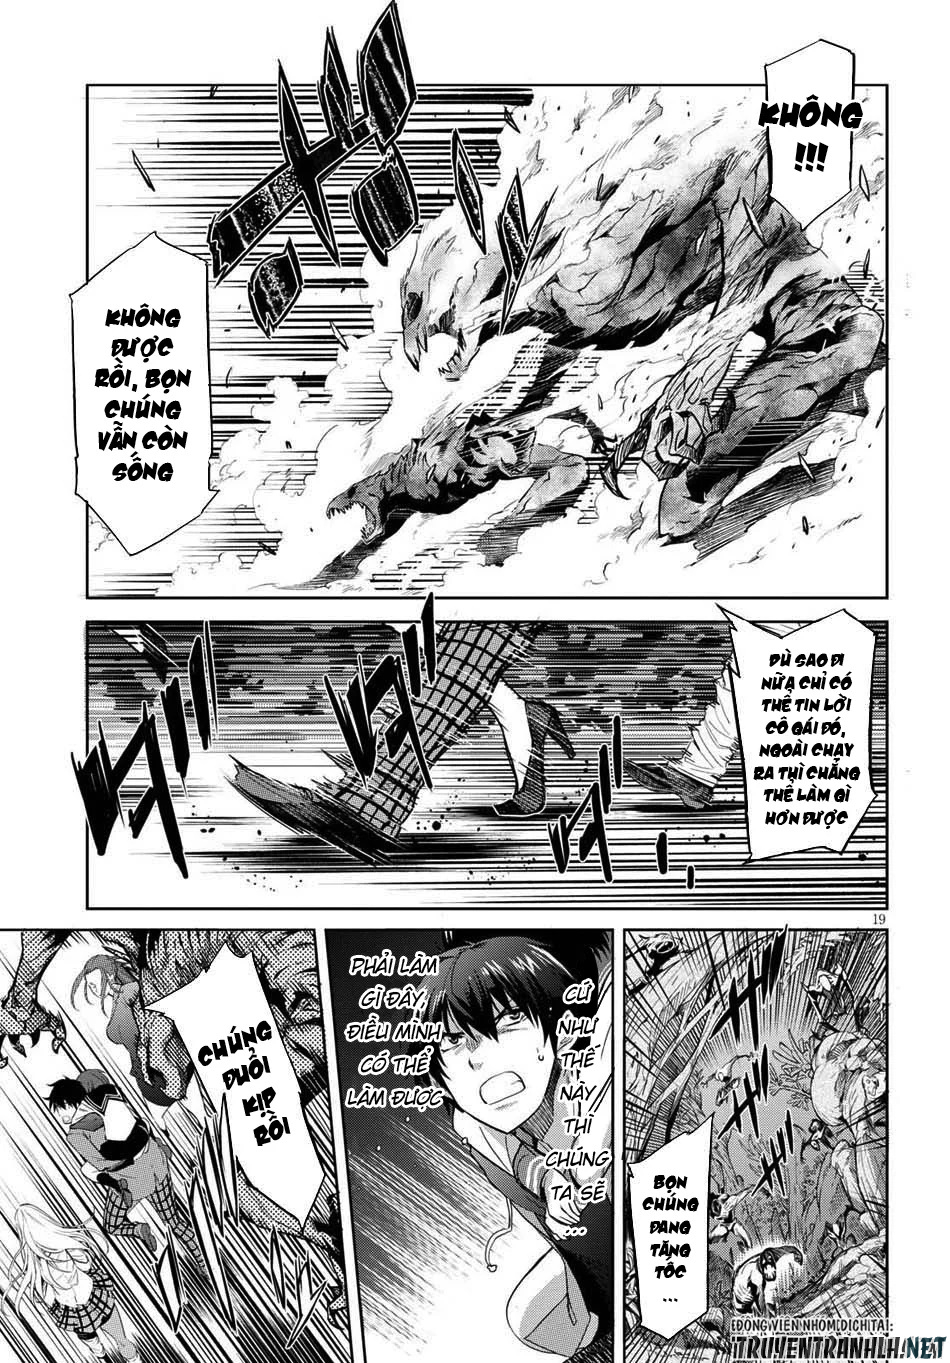 KHÔNG
!!!
KHÔNG
ĐƯỢC
RỒI, BỌN
CHÚNG
VẪN CÒN
SỐNG
DÙ SAO ĐI
NỮA CHỈ CÓ
THỂ TIN LỜI
CÔ GÁI ĐÓ,
NGOÀI CHẠY
RA THÌ CHẲNG
THỂ LÀM GÌ
HƠN ĐƯỢC
19
BỌN
CHÚNG
ĐANG
TĂNG
TỐC
...
CỨ
NHƯ
THẾ
NÀY THÌ
CHÚNG
TA SẼ
...
PHẢI LÀM
GÌ ĐÂY,
ĐIỀU MÌNH
CÓ THỂ
LÀM ĐƯỢC
CHÚNG
ĐUỔI
KỊP
RỒI
ĐỘNG VIÊN NHÓM DỊCH TẠI:
TRUYENTRANHLH.NET